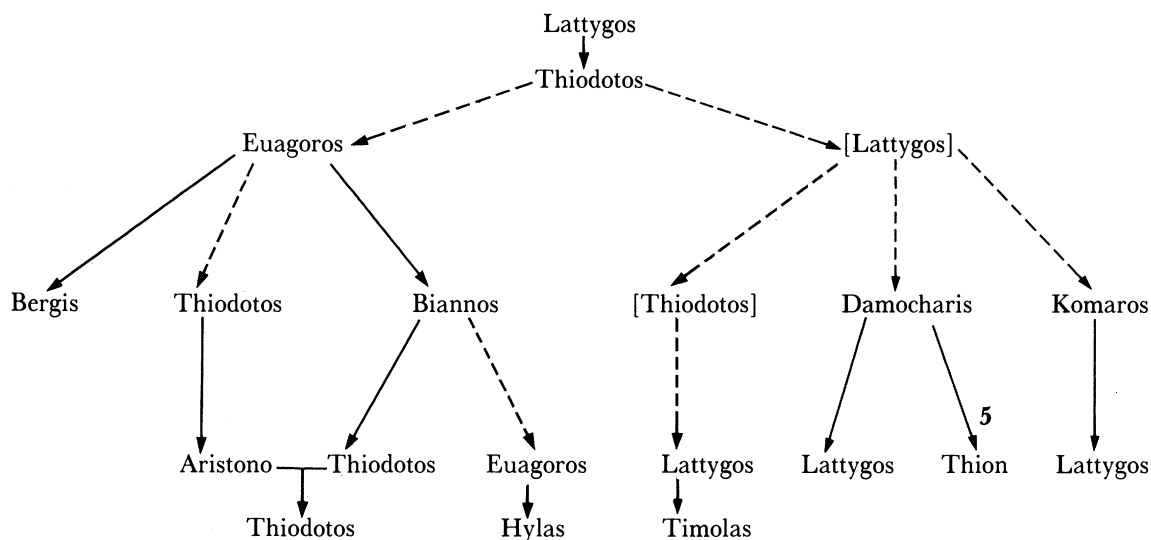 Lattygos
Thiodotos
Euagoros [Lattygos]
Bergis Thiodotos Biannos [Thiodotos] Damocharis Komaros
5
Aristono Thiodotos Euagoros Lattygos Lattygos Thion Lattygos
Thiodotos Hylas Timolas